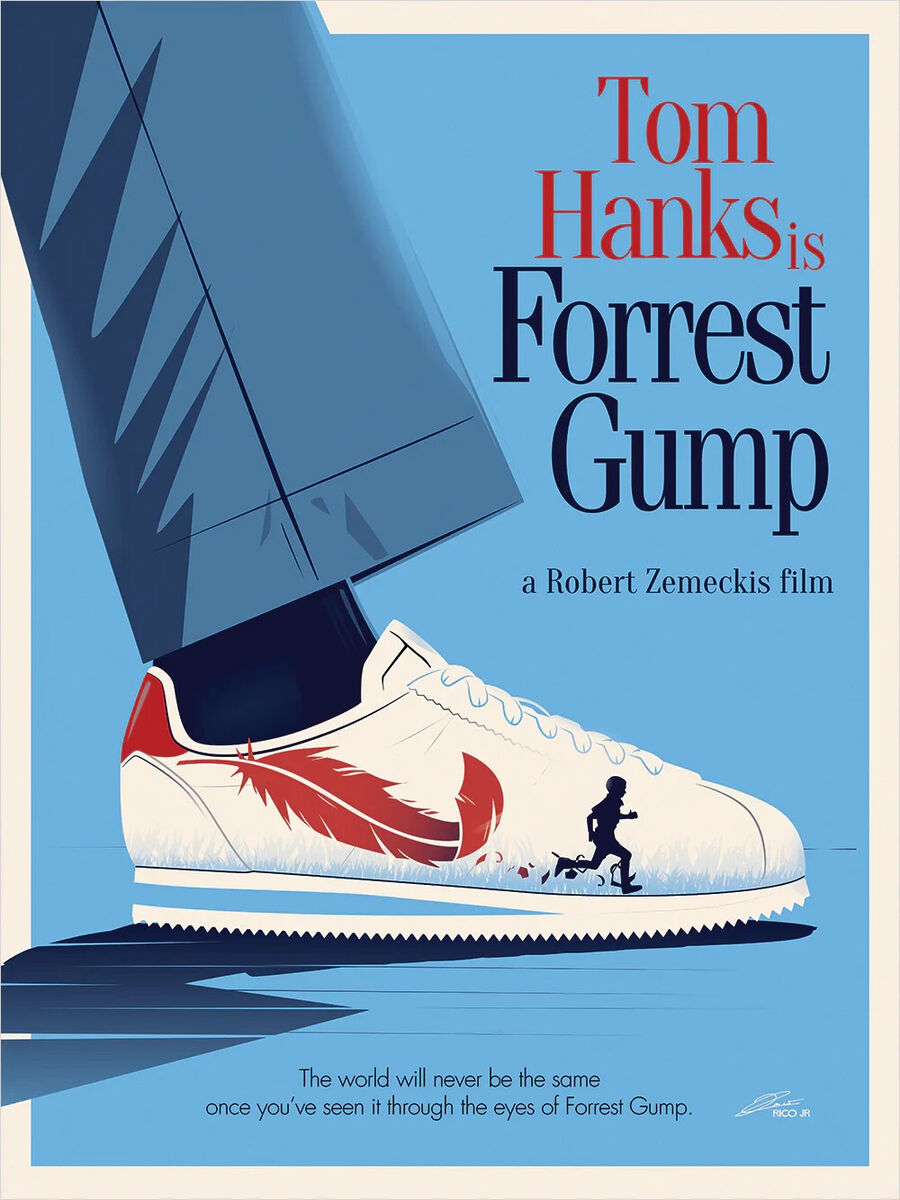 Tom
Hanks is
Forrest
Gump
a Robert Zemeckis film
The world will never be the same
once you've seen it through the eyes of Forrest Gump.
RICO JR